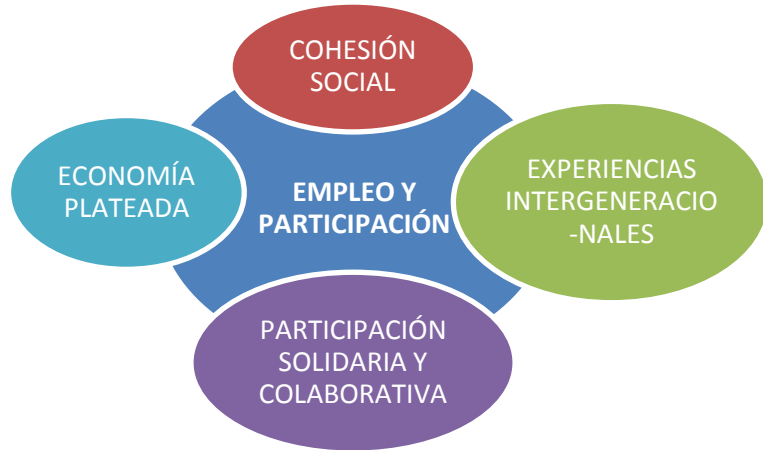 COHESIÓN
SOCIAL
ECONOMÍA
PLATEADA
EMPLEO Y
PARTICIPACIÓN
EXPERIENCIAS
INTERGENERACIO
-NALES
PARTICIPACIÓN
SOLIDARIA Y
COLABORATIVA